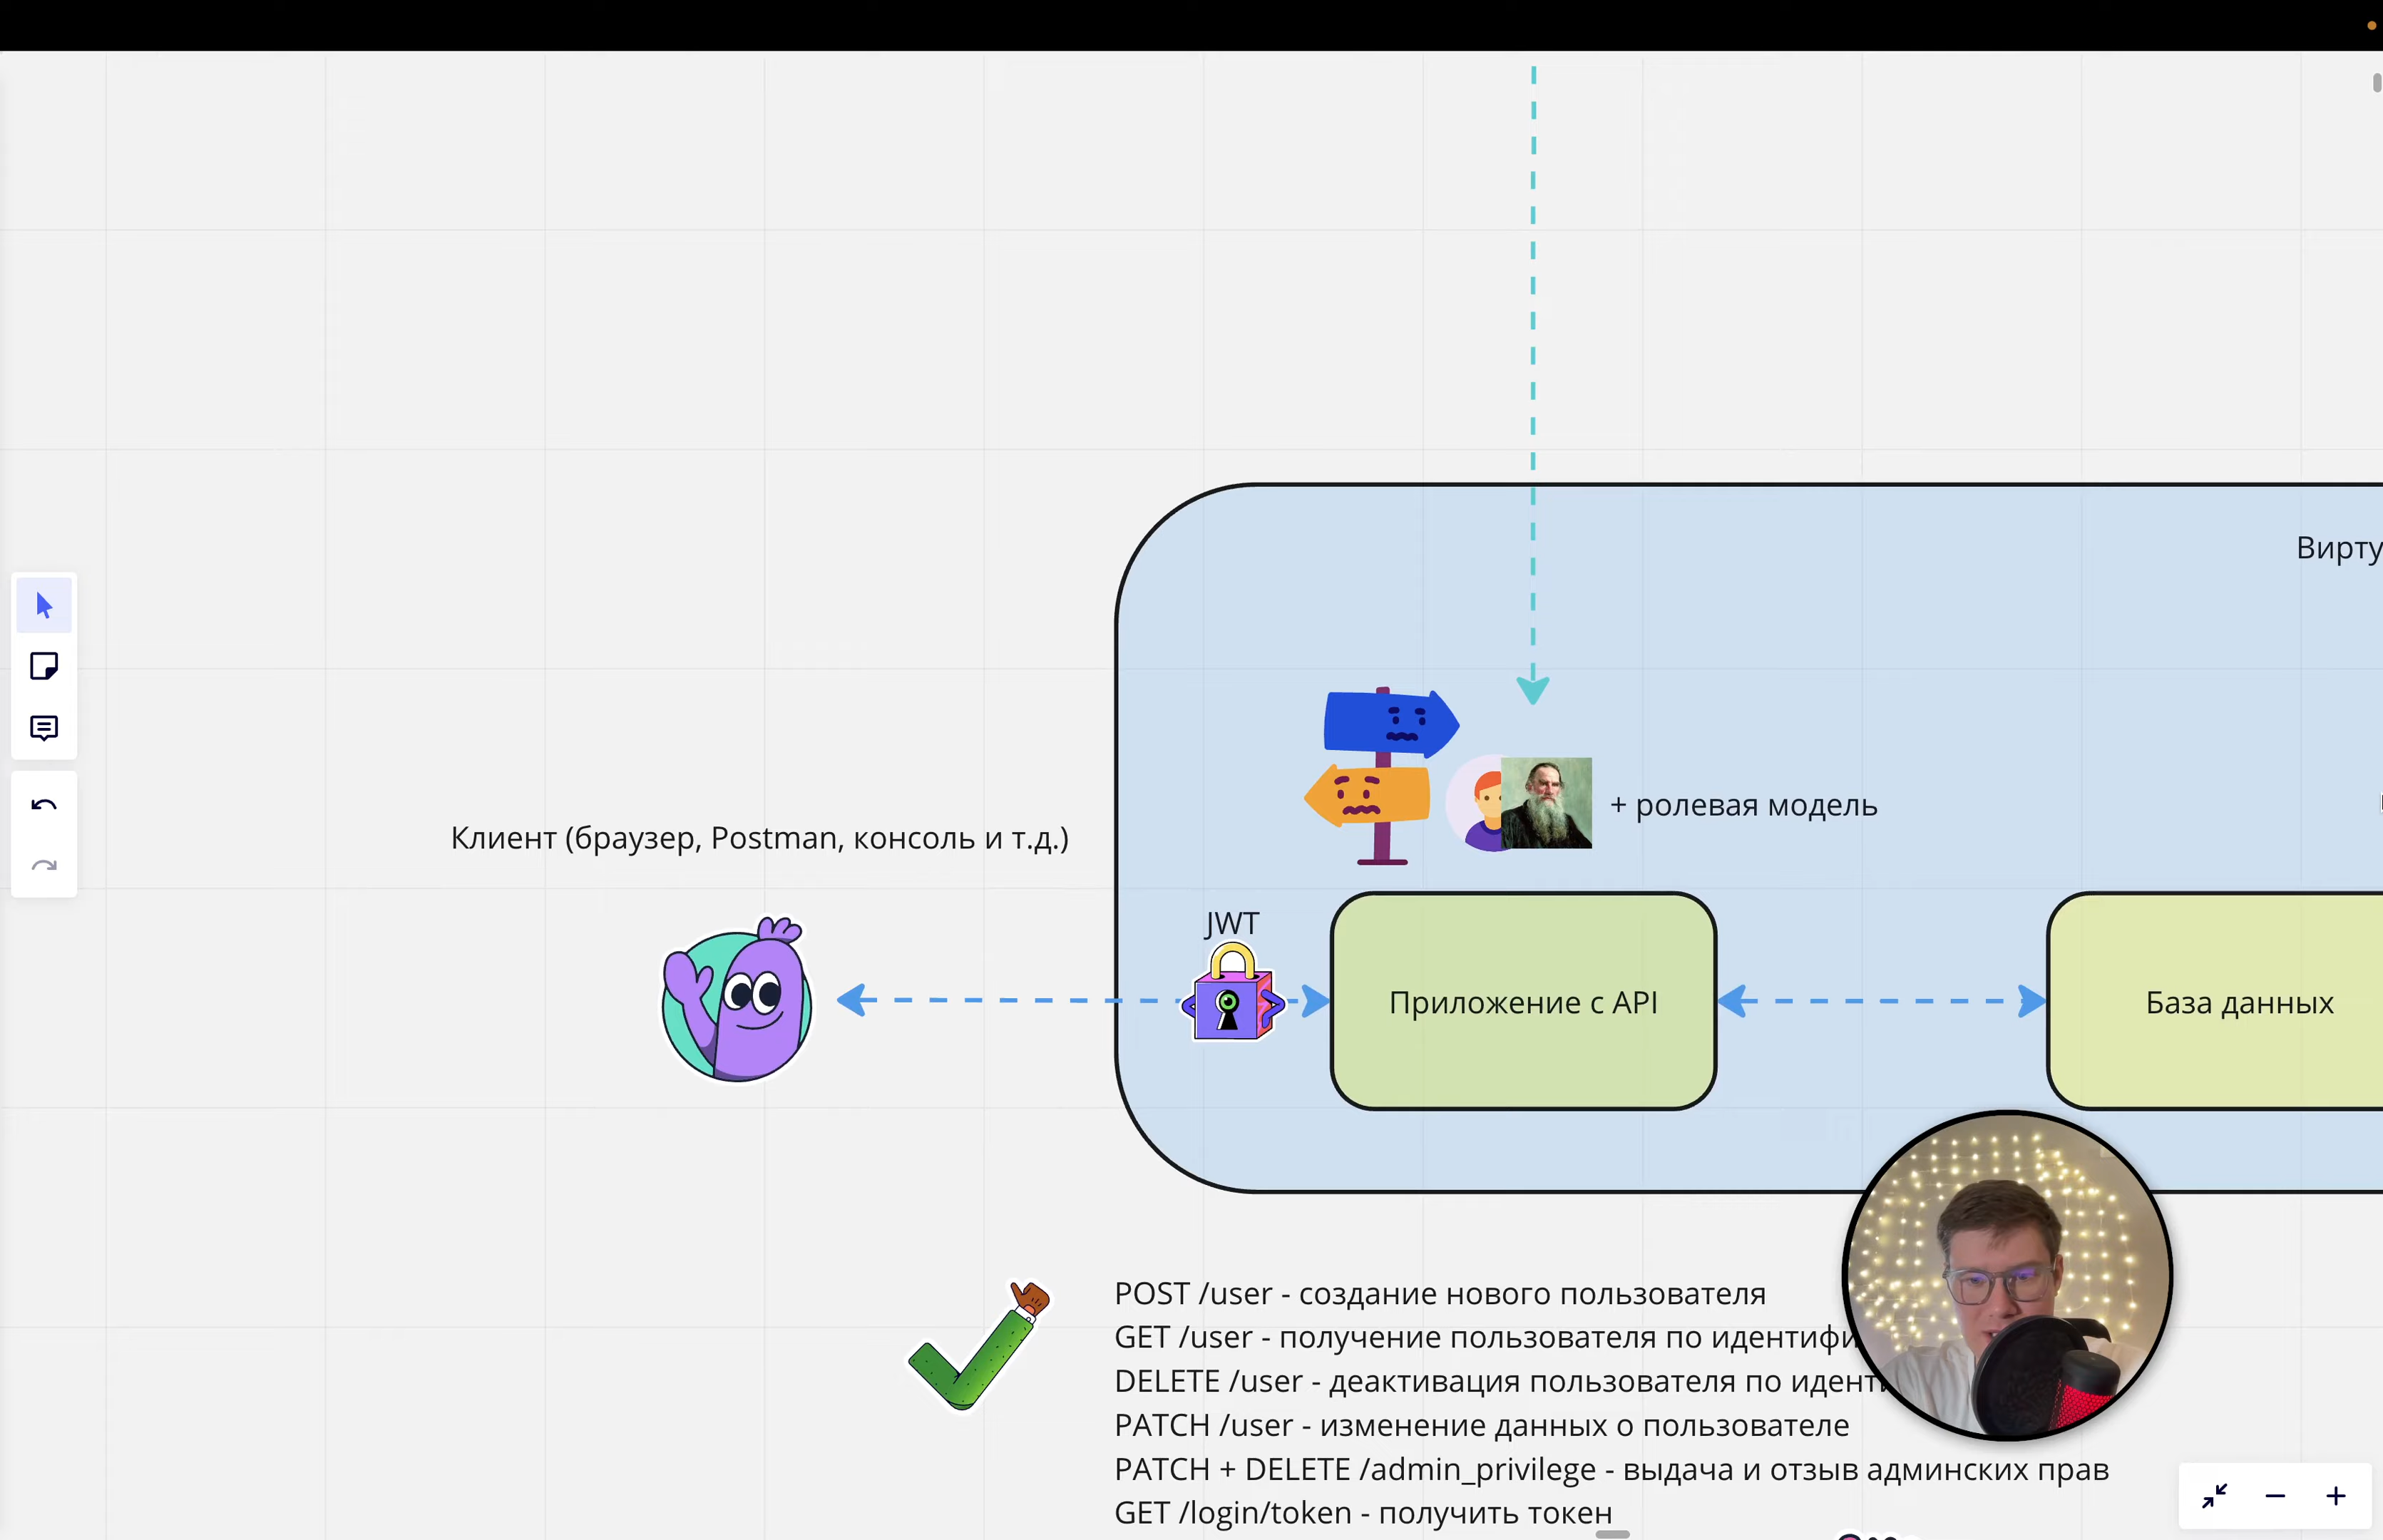 Вирту
+ ролевая модель
Клиент (браузер, Postman, консоль и т.д.)
JWT
Приложение с API
База данных
POST /user - создание нового пользователя
GET /user - получение пользователя по идентифи
DELETE /user - деактивация пользователя по идент
PATCH /user - изменение данных о пользователе
PATCH + DELETE /admin_privilege - выдача и отзыв админских прав
GET /login/token - получить токен